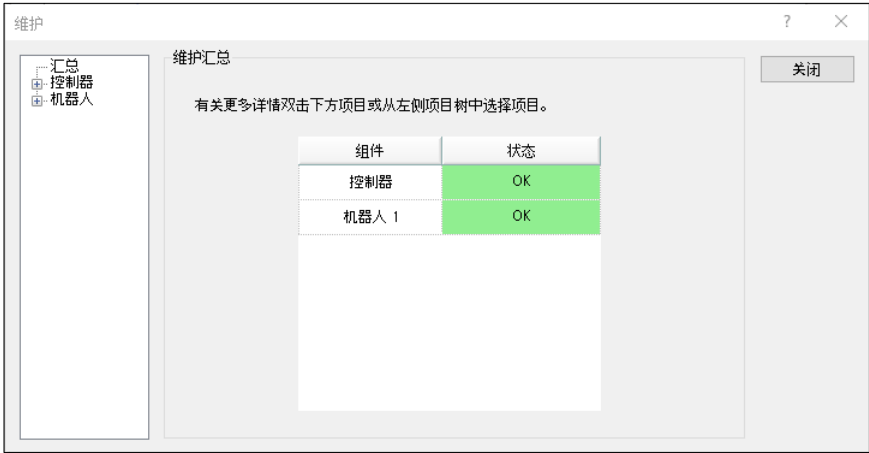 维护
?
汇总
控制器
机器人
维护汇总
有关更多详情双击下方项目或从左侧项目树中选择项目。
组件 状态
控制器 OK
机器人 1 OK
关闭